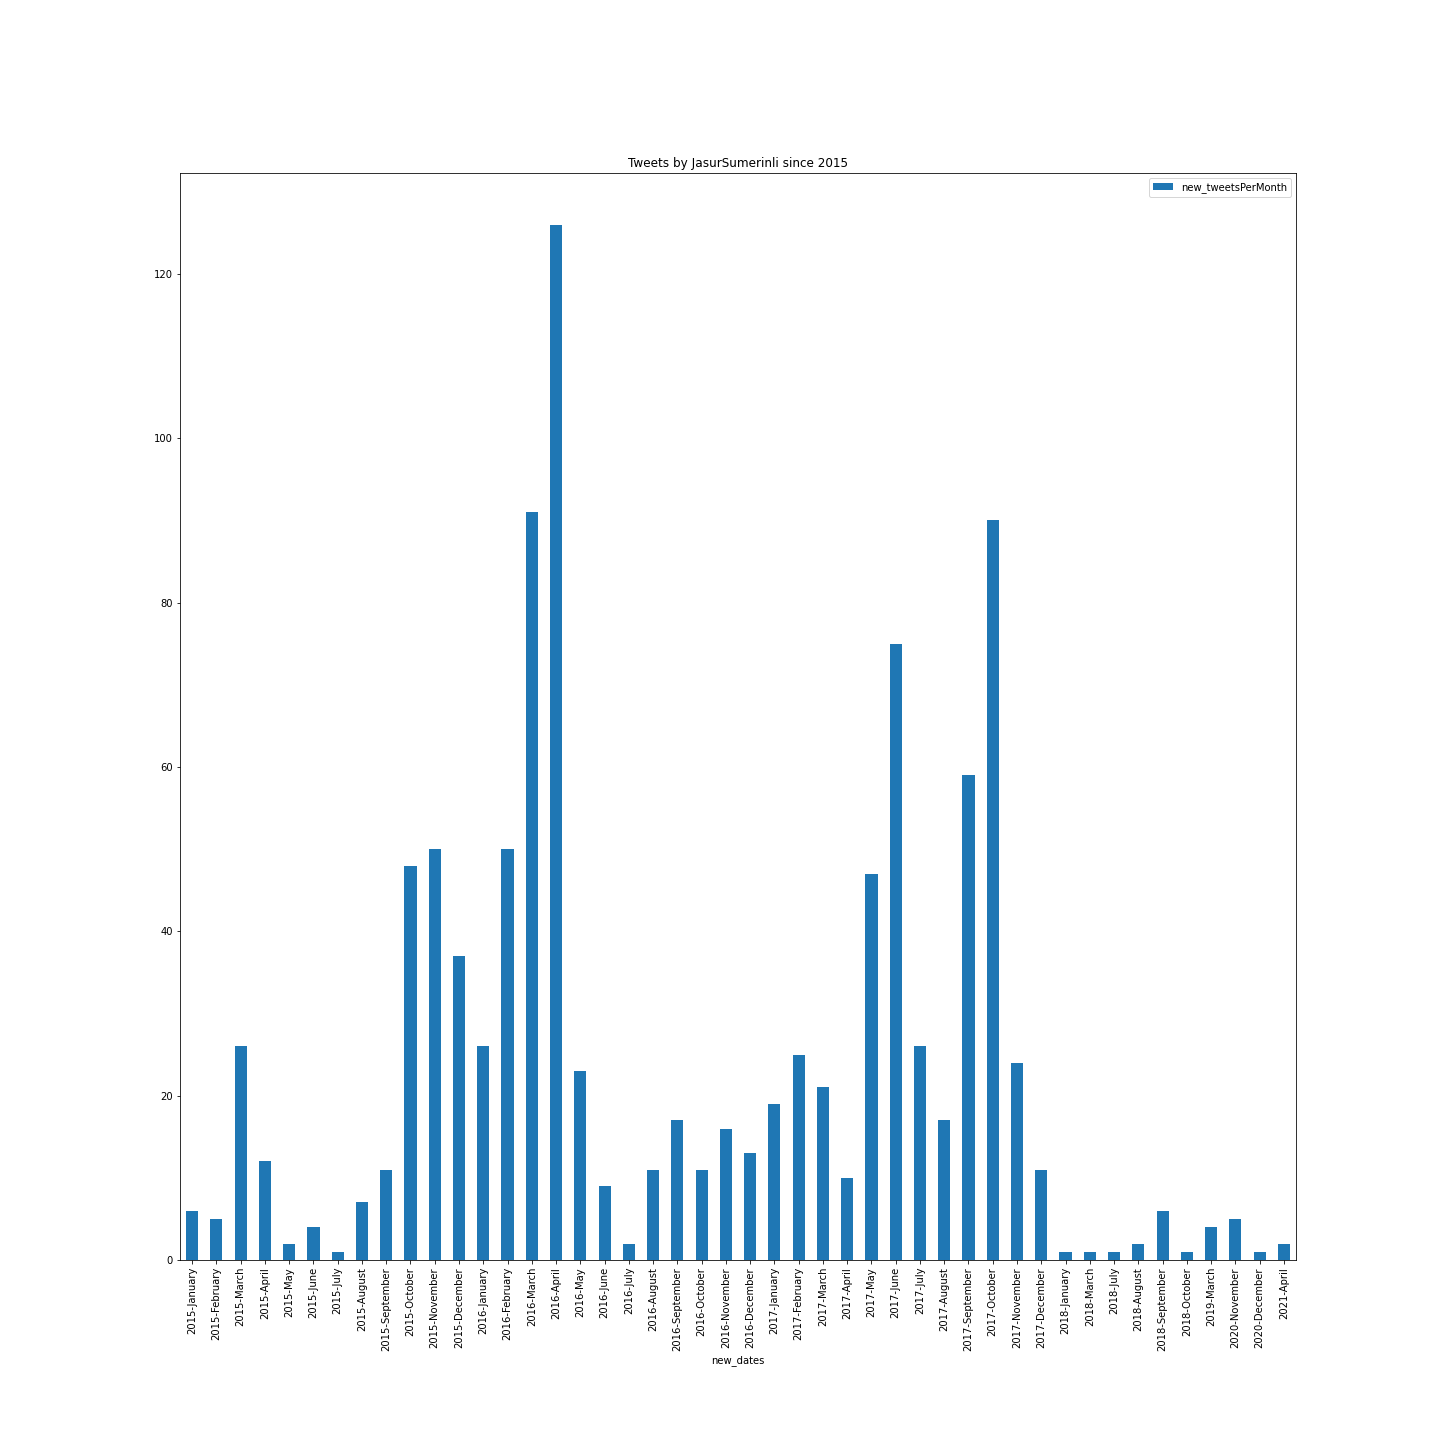 Tweets by JasurSumerinli since 2015
new_tweetsPerMonth
120
100
80
60
40
20
0
2015-January
2015-February
2015-March
2015-April
2015-May
2015-June
2015-July
2015-August
2015-September
2015-October
2015-November
2015-December
2016-January
2016-February
2016-March
2016-April
2016-May
2016-June
2016-July
2016-August
2016-September
2016-October
2016-November
2016-December
2017-January
2017-February
2017-March
2017-April
2017-May
2017-June
2017-July
2017-August
2017-September
2017-October
2017-November
2017-December
2018-January
2018-March
2018-July
2018-August
2018-September
2018-October
2019-March
2020-November
2020-December
2021-April
new_dates